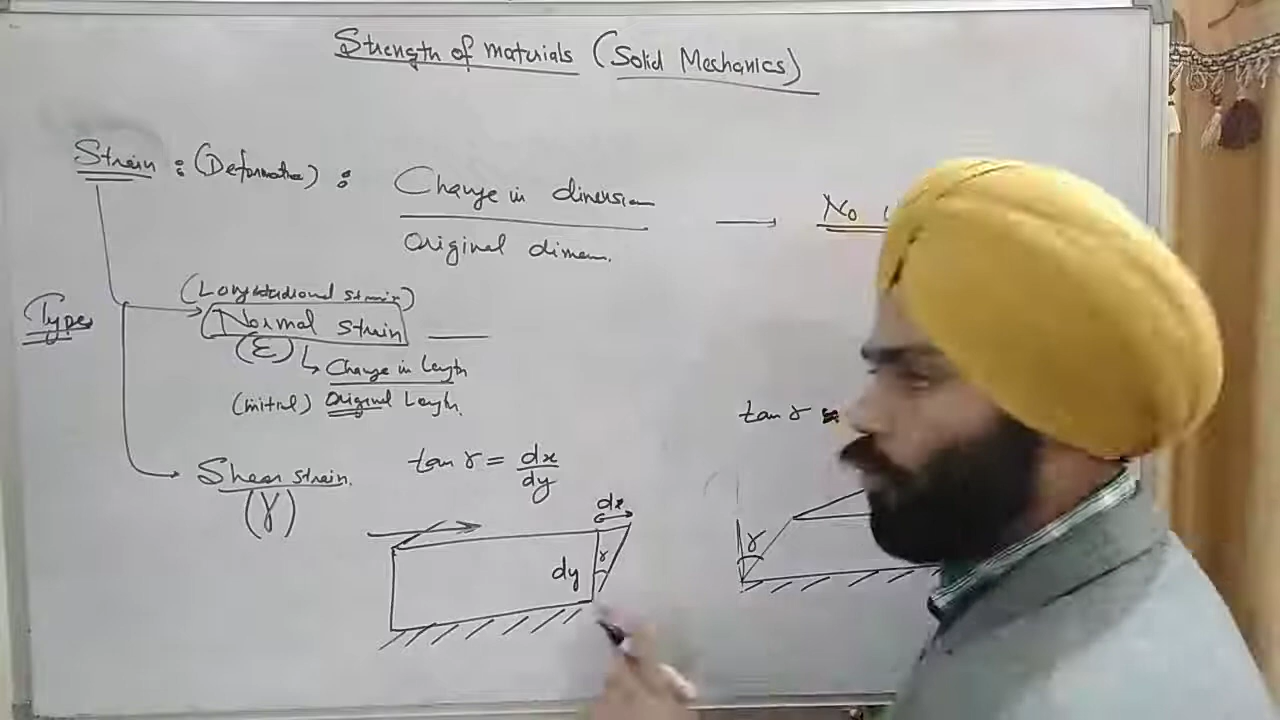 Strength of materials (Solid Mechanics)
Strain : (Deformation) :
Change in dimension
Original dimen.
No
Types
(Longitudional strain)
Normal strain
(ε)
Change in length
(initial) Original Length.
Shear strain.
(γ)
tan γ = dx
dy
dx
dy
γ
tan γ
γ